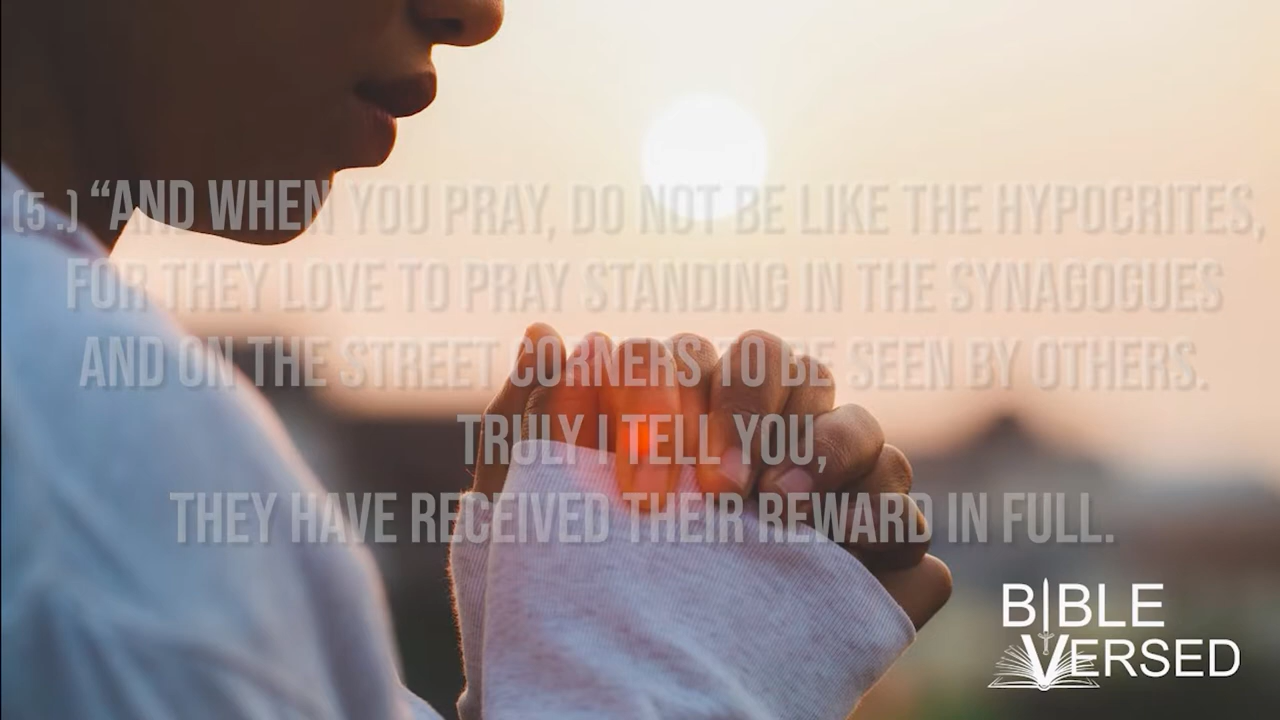 (5 .) “AND WHEN YOU PRAY, DO NOT BE LIKE THE HYPOCRITES,
FOR THEY LOVE TO PRAY STANDING IN THE SYNAGOGUES
AND ON THE STREET CORNERS TO BE SEEN BY OTHERS.
TRULY I TELL YOU,
THEY HAVE RECEIVED THEIR REWARD IN FULL.
BIBLE
VERSED